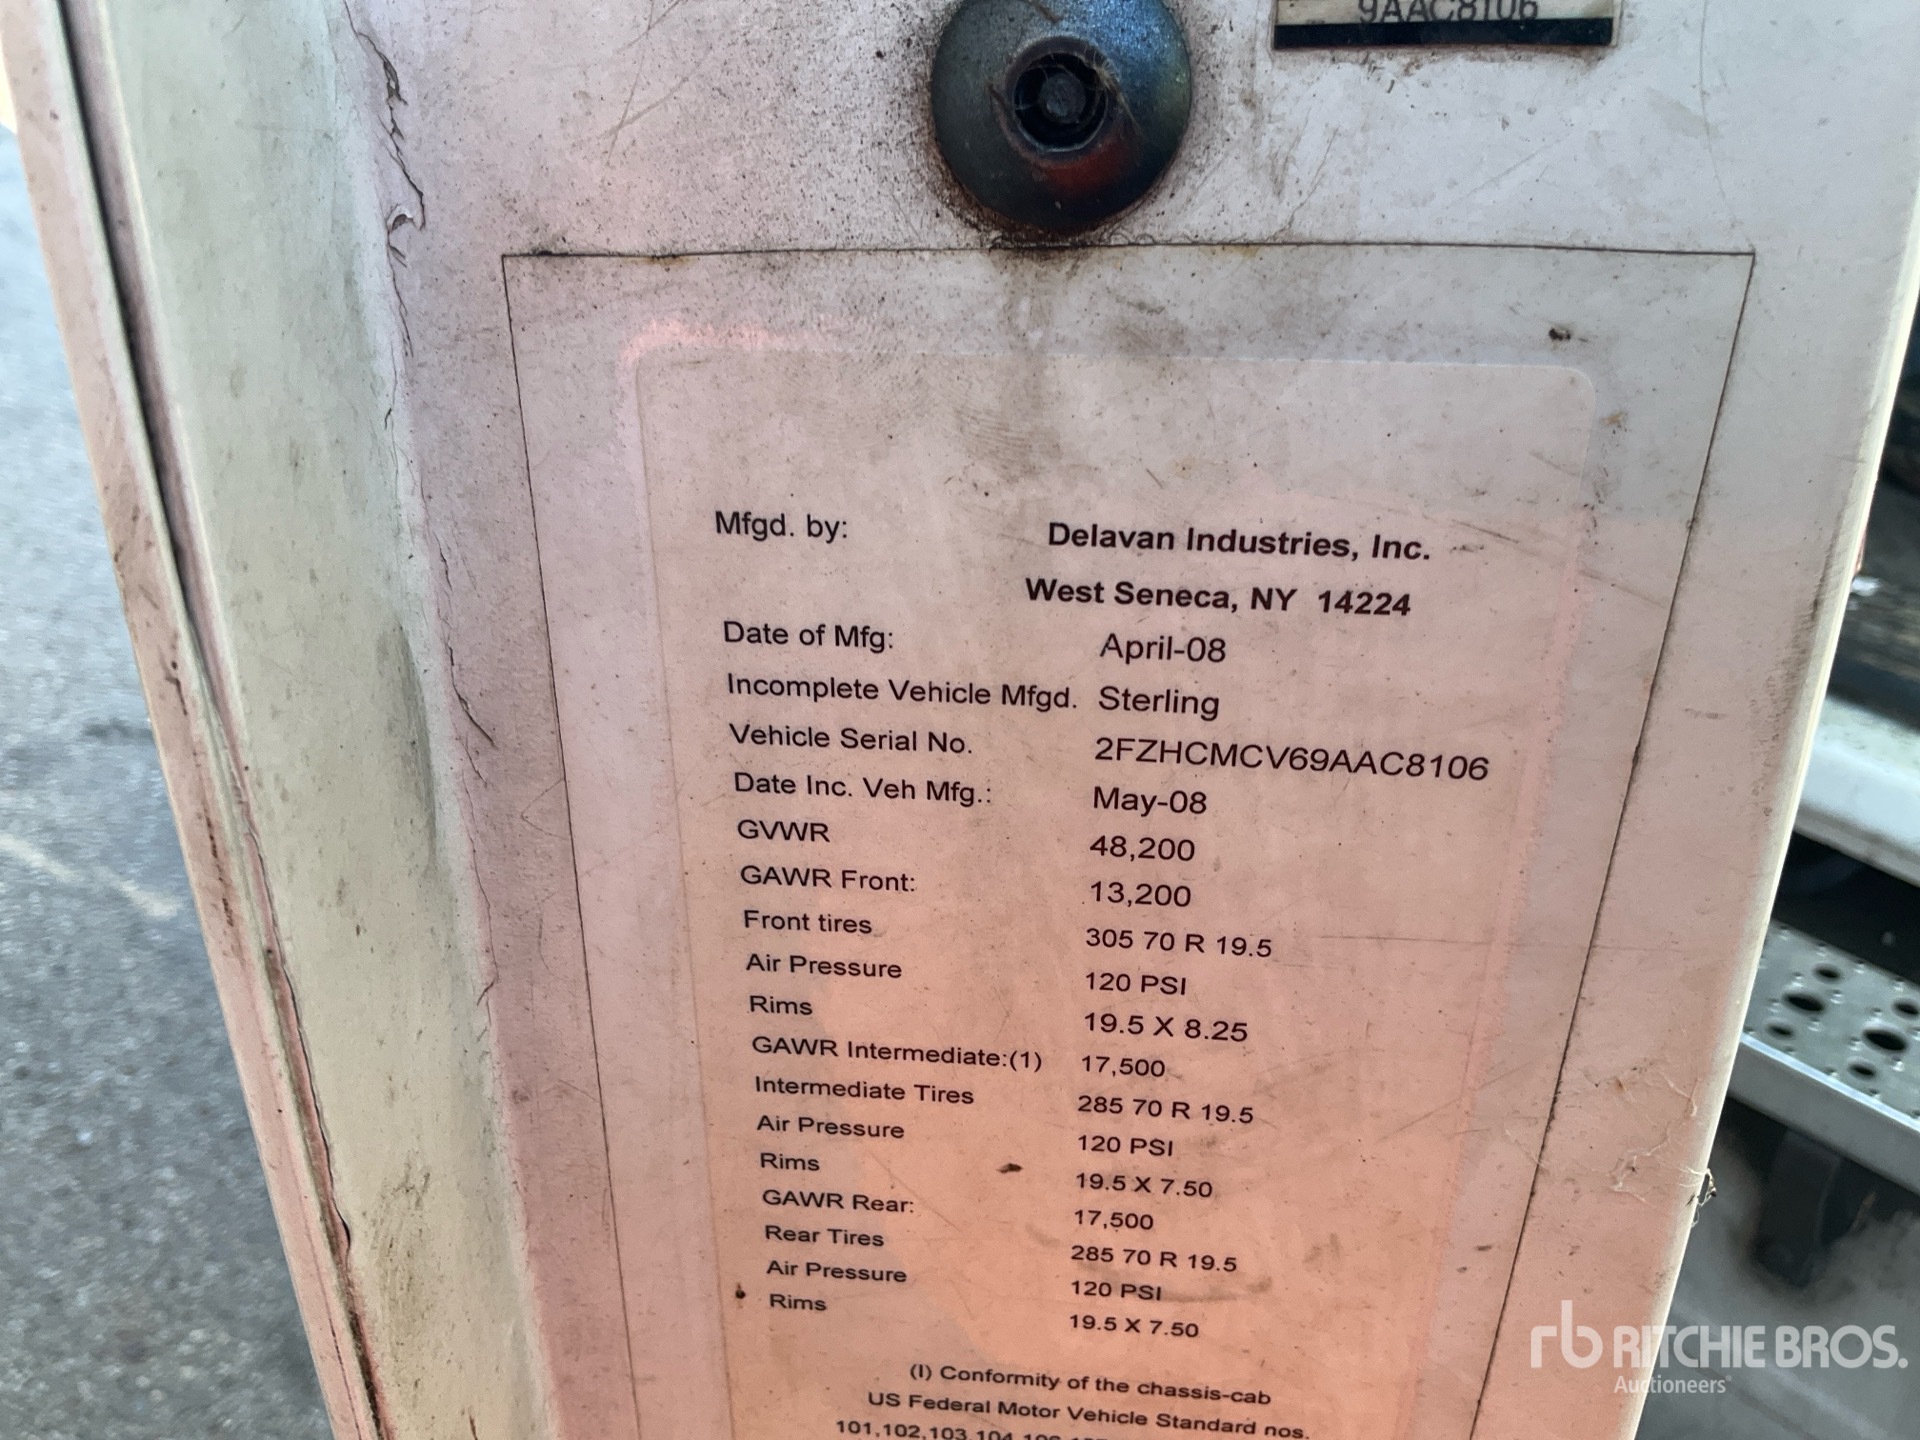 9AAC8106
Mfgd. by: Delavan Industries, Inc.
West Seneca, NY 14224
Date of Mfg: April-08
Incomplete Vehicle Mfgd. Sterling
Vehicle Serial No. 2FZHCMCV69AAC8106
Date Inc. Veh Mfg.: May-08
GVWR 48,200
GAWR Front: 13,200
Front tires 305 70 R 19.5
Air Pressure 120 PSI
Rims 19.5 X 8.25
GAWR Intermediate:(1) 17,500
Intermediate Tires 285 70 R 19.5
Air Pressure 120 PSI
Rims 19.5 X 7.50
GAWR Rear: 17,500
Rear Tires 285 70 R 19.5
Air Pressure 120 PSI
Rims 19.5 X 7.50
(I) Conformity of the chassis-cab
US Federal Motor Vehicle Standard nos.
101,102,103,104
rb RITCHIE BROS.
Auctioneers